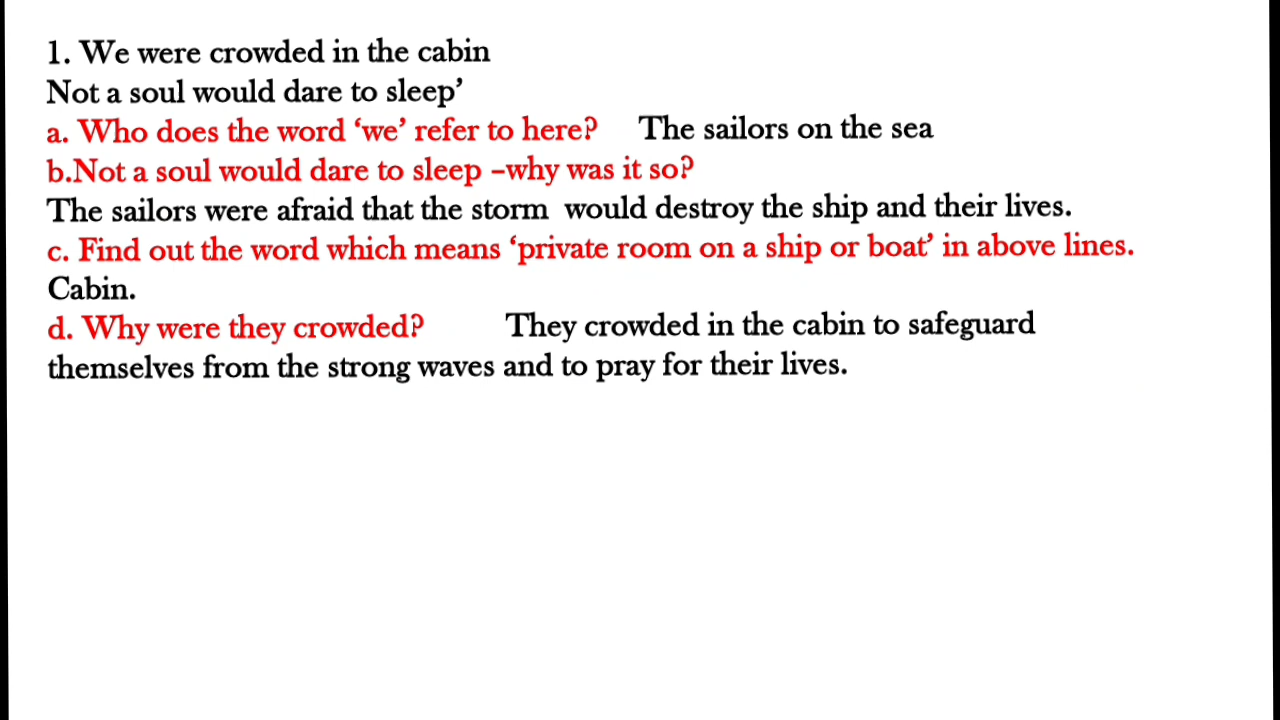 1. We were crowded in the cabin
Not a soul would dare to sleep’
a. Who does the word ‘we’ refer to here? The sailors on the sea
b.Not a soul would dare to sleep –why was it so?
The sailors were afraid that the storm would destroy the ship and their lives.
c. Find out the word which means ‘private room on a ship or boat’ in above lines.
Cabin.
d. Why were they crowded? They crowded in the cabin to safeguard
themselves from the strong waves and to pray for their lives.